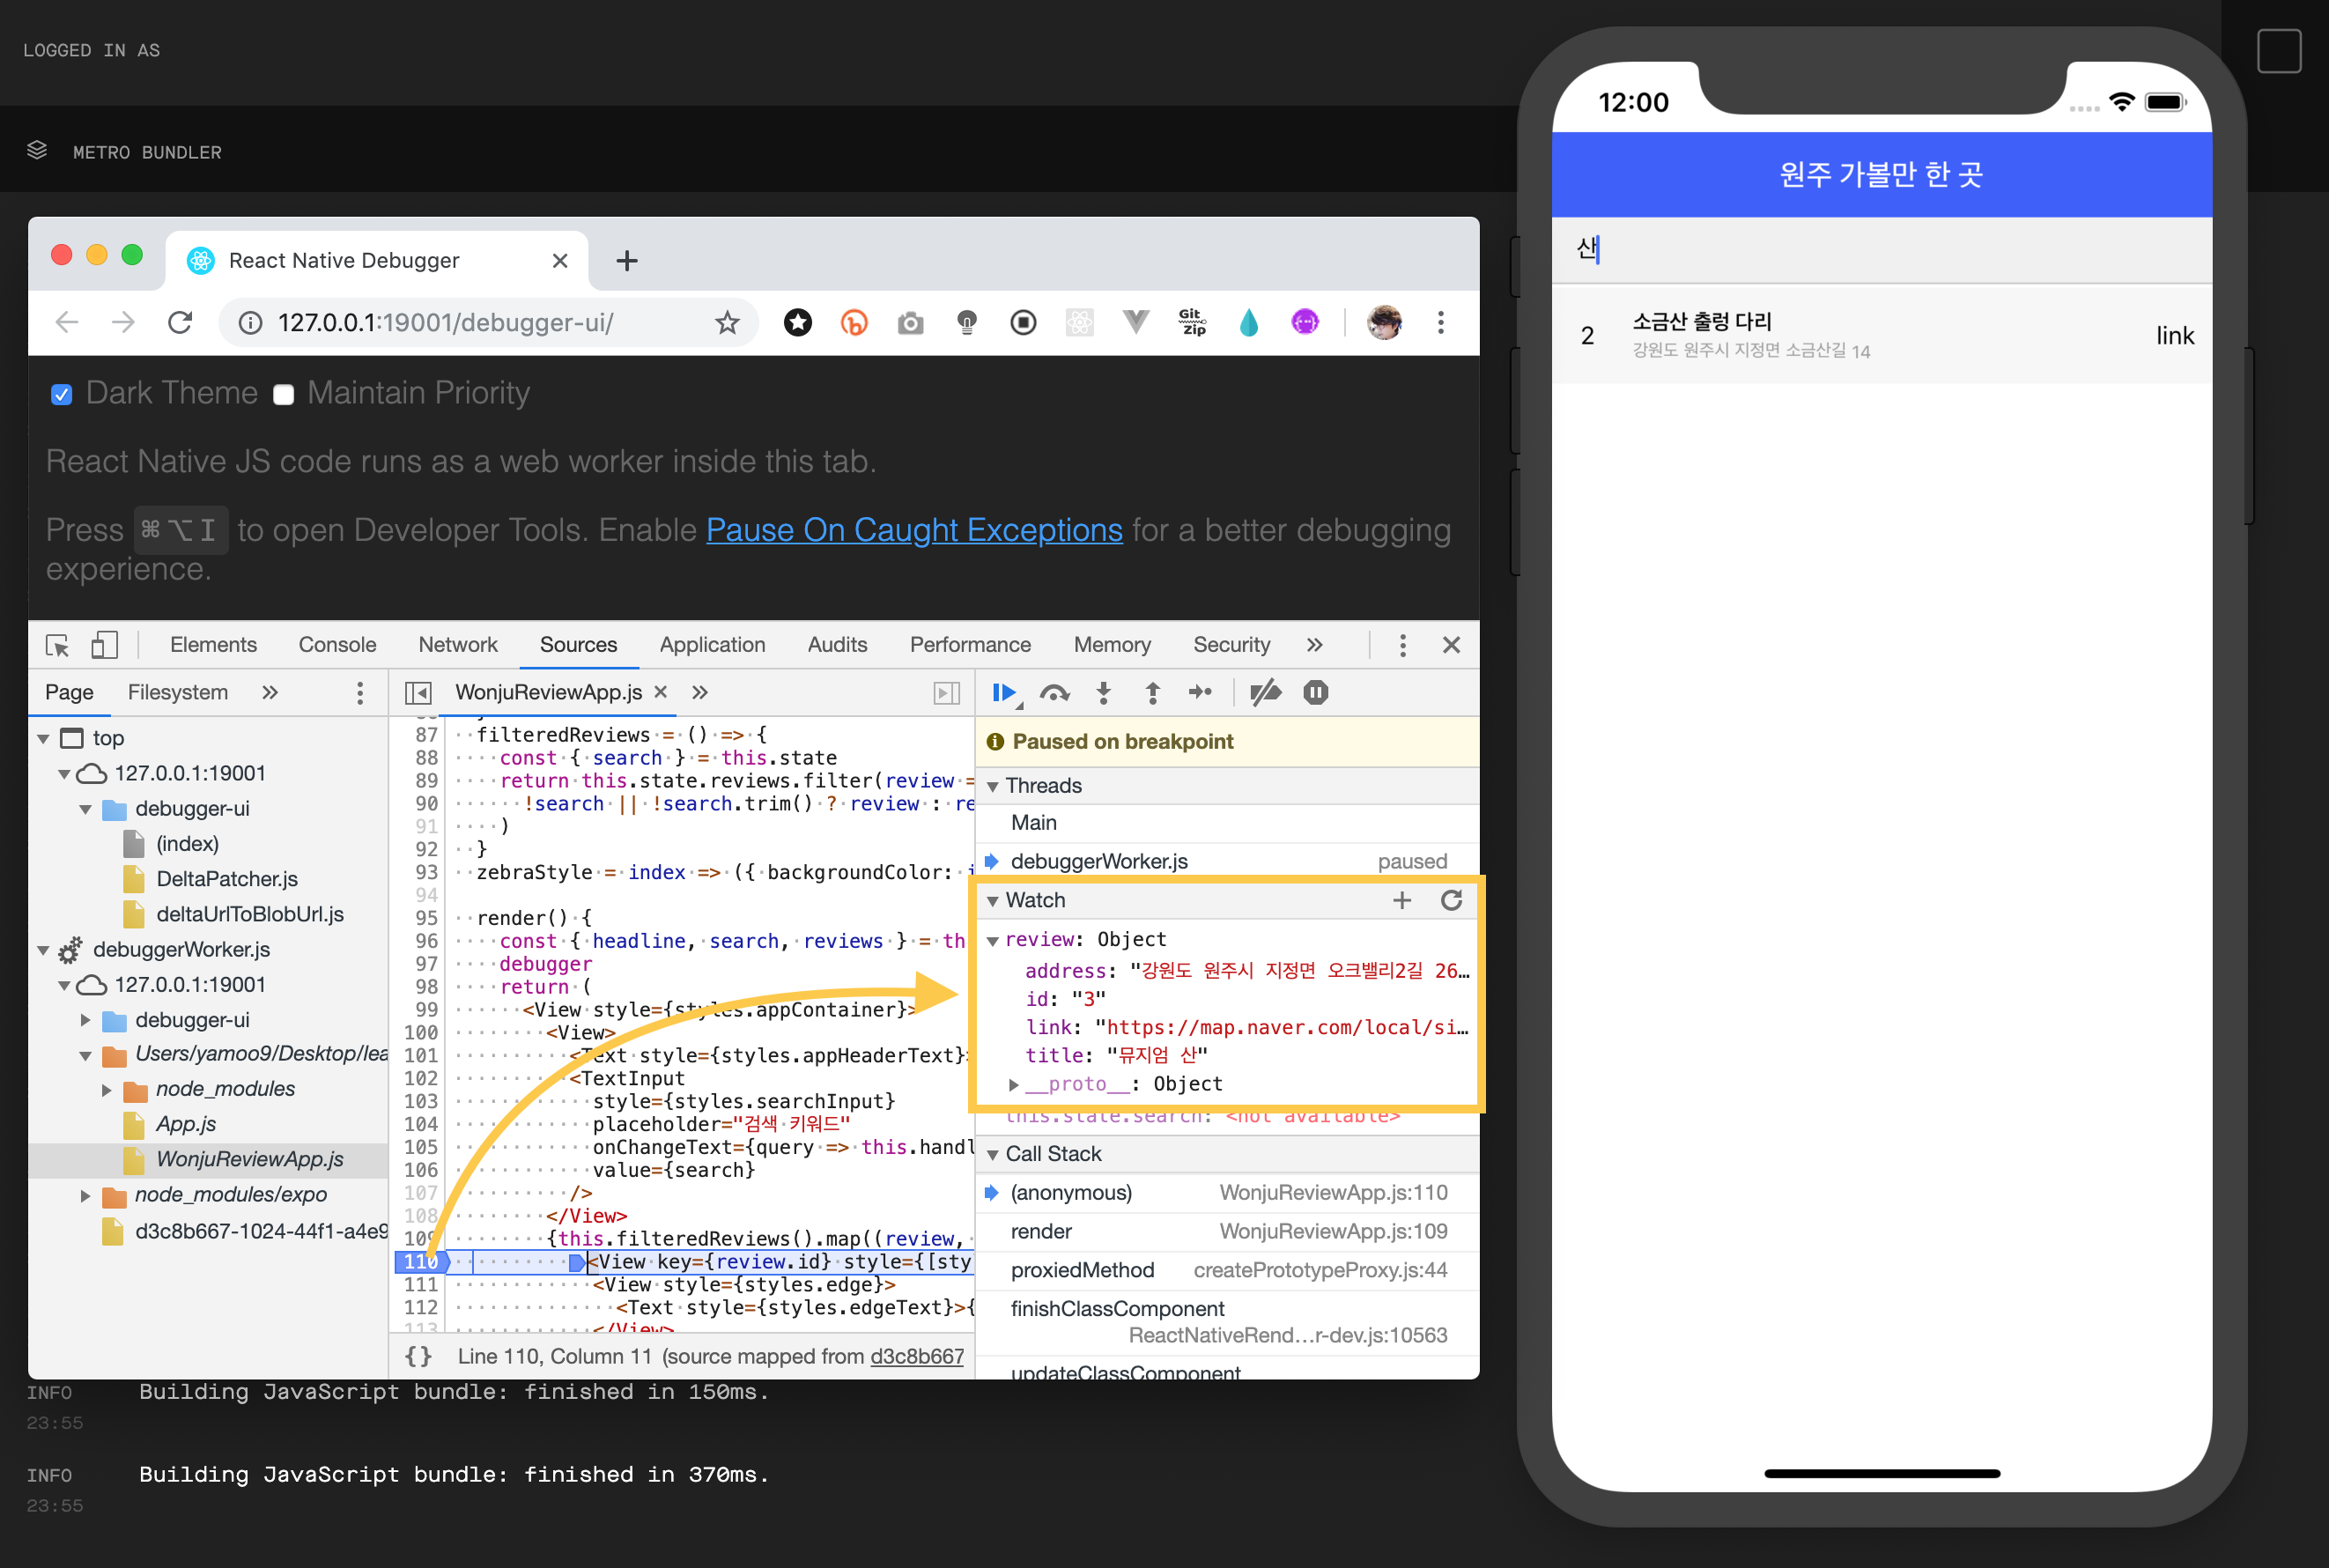 LOGGED IN AS
METRO BUNDLER
React Native Debugger
127.0.0.1:19001/debugger-ui/
Git
Zip
Dark Theme Maintain Priority
React Native JS code runs as a web worker inside this tab.
Press ⌘⌥I to open Developer Tools. Enable Pause On Caught Exceptions for a better debugging
experience.
Elements Console Network Sources Application Audits Performance Memory Security »
Page Filesystem »
top
127.0.0.1:19001
debugger-ui
(index)
DeltaPatcher.js
deltaUrlToBlobUrl.js
debuggerWorker.js
127.0.0.1:19001
debugger-ui
Users/yamoo9/Desktop/lea
node_modules
App.js
WonjuReviewApp.js
node_modules/expo
d3c8b667-1024-44f1-a4e9
WonjuReviewApp.js × »
87 filteredReviews = () => {
88 const { search } = this.state
89 return this.state.reviews.filter(review =
90 !search || !search.trim() ? review : re
91 )
92 }
93 zebraStyle = index => ({ backgroundColor: i
94
95 render() {
96 const { headline, search, reviews } = th
97 debugger
98 return (
99 <View style={styles.appContainer}>
100 <View>
101 <Text style={styles.appHeaderText}>
102 <TextInput
103 style={styles.searchInput}
104 placeholder="검색 키워드"
105 onChangeText={query => this.handl
106 value={search}
107 />
108 </View>
109 {this.filteredReviews().map((review,
110 <View key={review.id} style={[sty
111 <View style={styles.edge}>
112 <Text style={styles.edgeText}>{
113 </View>
{} Line 110, Column 11 (source mapped from d3c8b667
Paused on breakpoint
Threads
Main
debuggerWorker.js paused
Watch
review: Object
address: "강원도 원주시 지정면 오크밸리2길 26…
id: "3"
link: "https://map.naver.com/local/si…
title: "뮤지엄 산"
__proto__: Object
this.state.search: <not available>
Call Stack
(anonymous) WonjuReviewApp.js:110
render WonjuReviewApp.js:109
proxiedMethod createPrototypeProxy.js:44
finishClassComponent
ReactNativeRend…r-dev.js:10563
updateClassComponent
INFO Building JavaScript bundle: finished in 150ms.
23:55
INFO Building JavaScript bundle: finished in 370ms.
23:55
12:00
원주 가볼만 한 곳
산
2
소금산 출렁 다리
강원도 원주시 지정면 소금산길 14
link